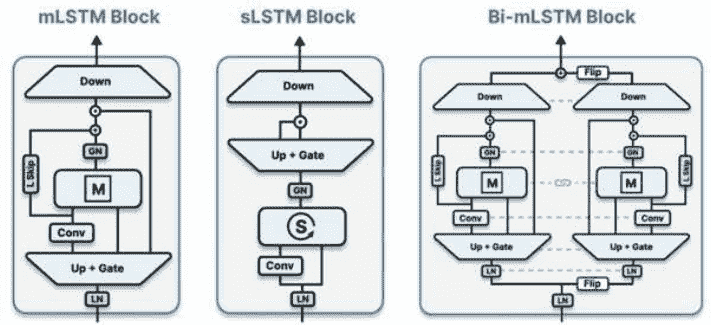 mLSTM Block
Down
GN
L Skip
M
Conv
Up + Gate
LN
sLSTM Block
Down
Up + Gate
GN
S
Conv
LN
Bi-mLSTM Block
Flip
Down Down
GN GN
L Skip M M L Skip
Conv Conv
Up + Gate Up + Gate
LN LN
Flip
LN